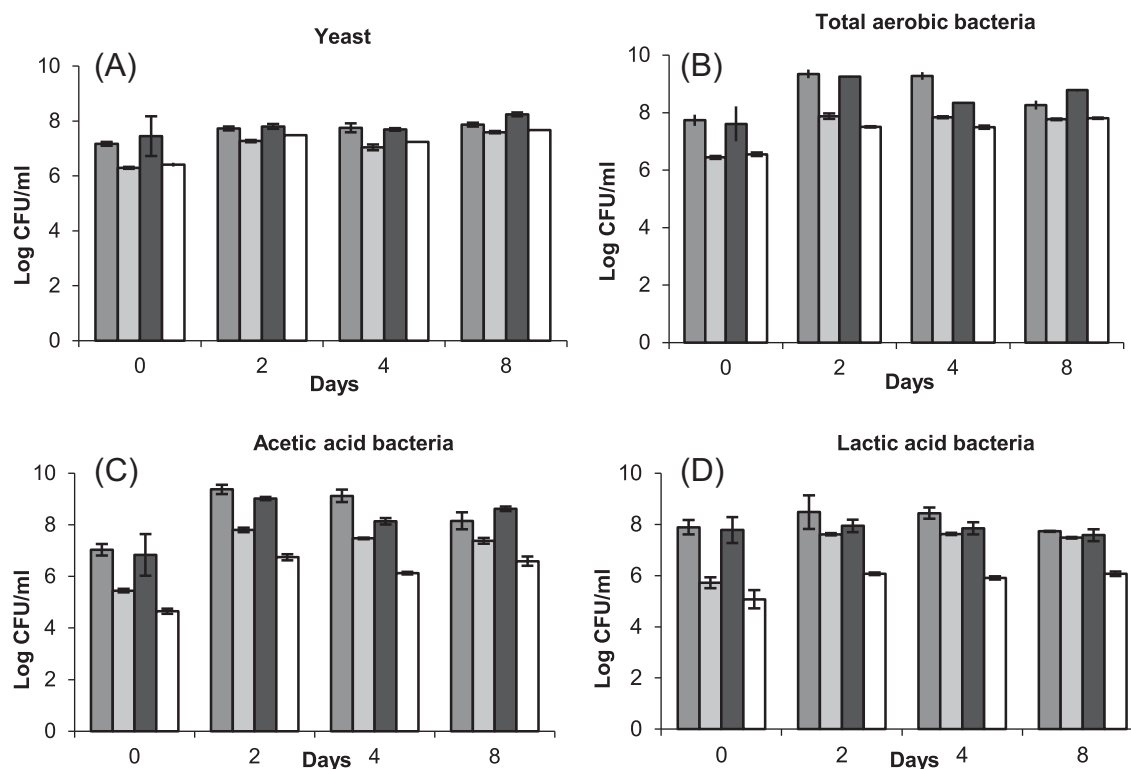 Yeast
(A)
10
8
6
4
2
0
Log CFU/ml
0 2 4 8
Days
Total aerobic bacteria
(B)
10
8
6
4
2
0
Log CFU/ml
0 2 4 8
Days
Acetic acid bacteria
(C)
10
8
6
4
2
0
Log CFU/ml
0 2 4 8
Days
Lactic acid bacteria
(D)
10
8
6
4
2
0
Log CFU/ml
0 2 4 8
Days